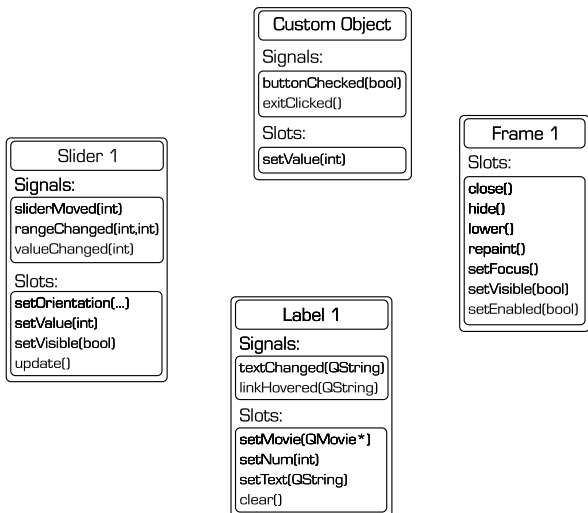 Custom Object
Signals:
buttonChecked(bool)
exitClicked()
Slots:
setValue(int)
Slider 1
Signals:
sliderMoved(int)
rangeChanged(int,int)
valueChanged(int)
Slots:
setOrientation(...)
setValue(int)
setVisible(bool)
update()
Label 1
Signals:
textChanged(QString)
linkHovered(QString)
Slots:
setMovie(QMovie*)
setNum(int)
setText(QString)
clear()
Frame 1
Slots:
close()
hide()
lower()
repaint()
setFocus()
setVisible(bool)
setEnabled(bool)